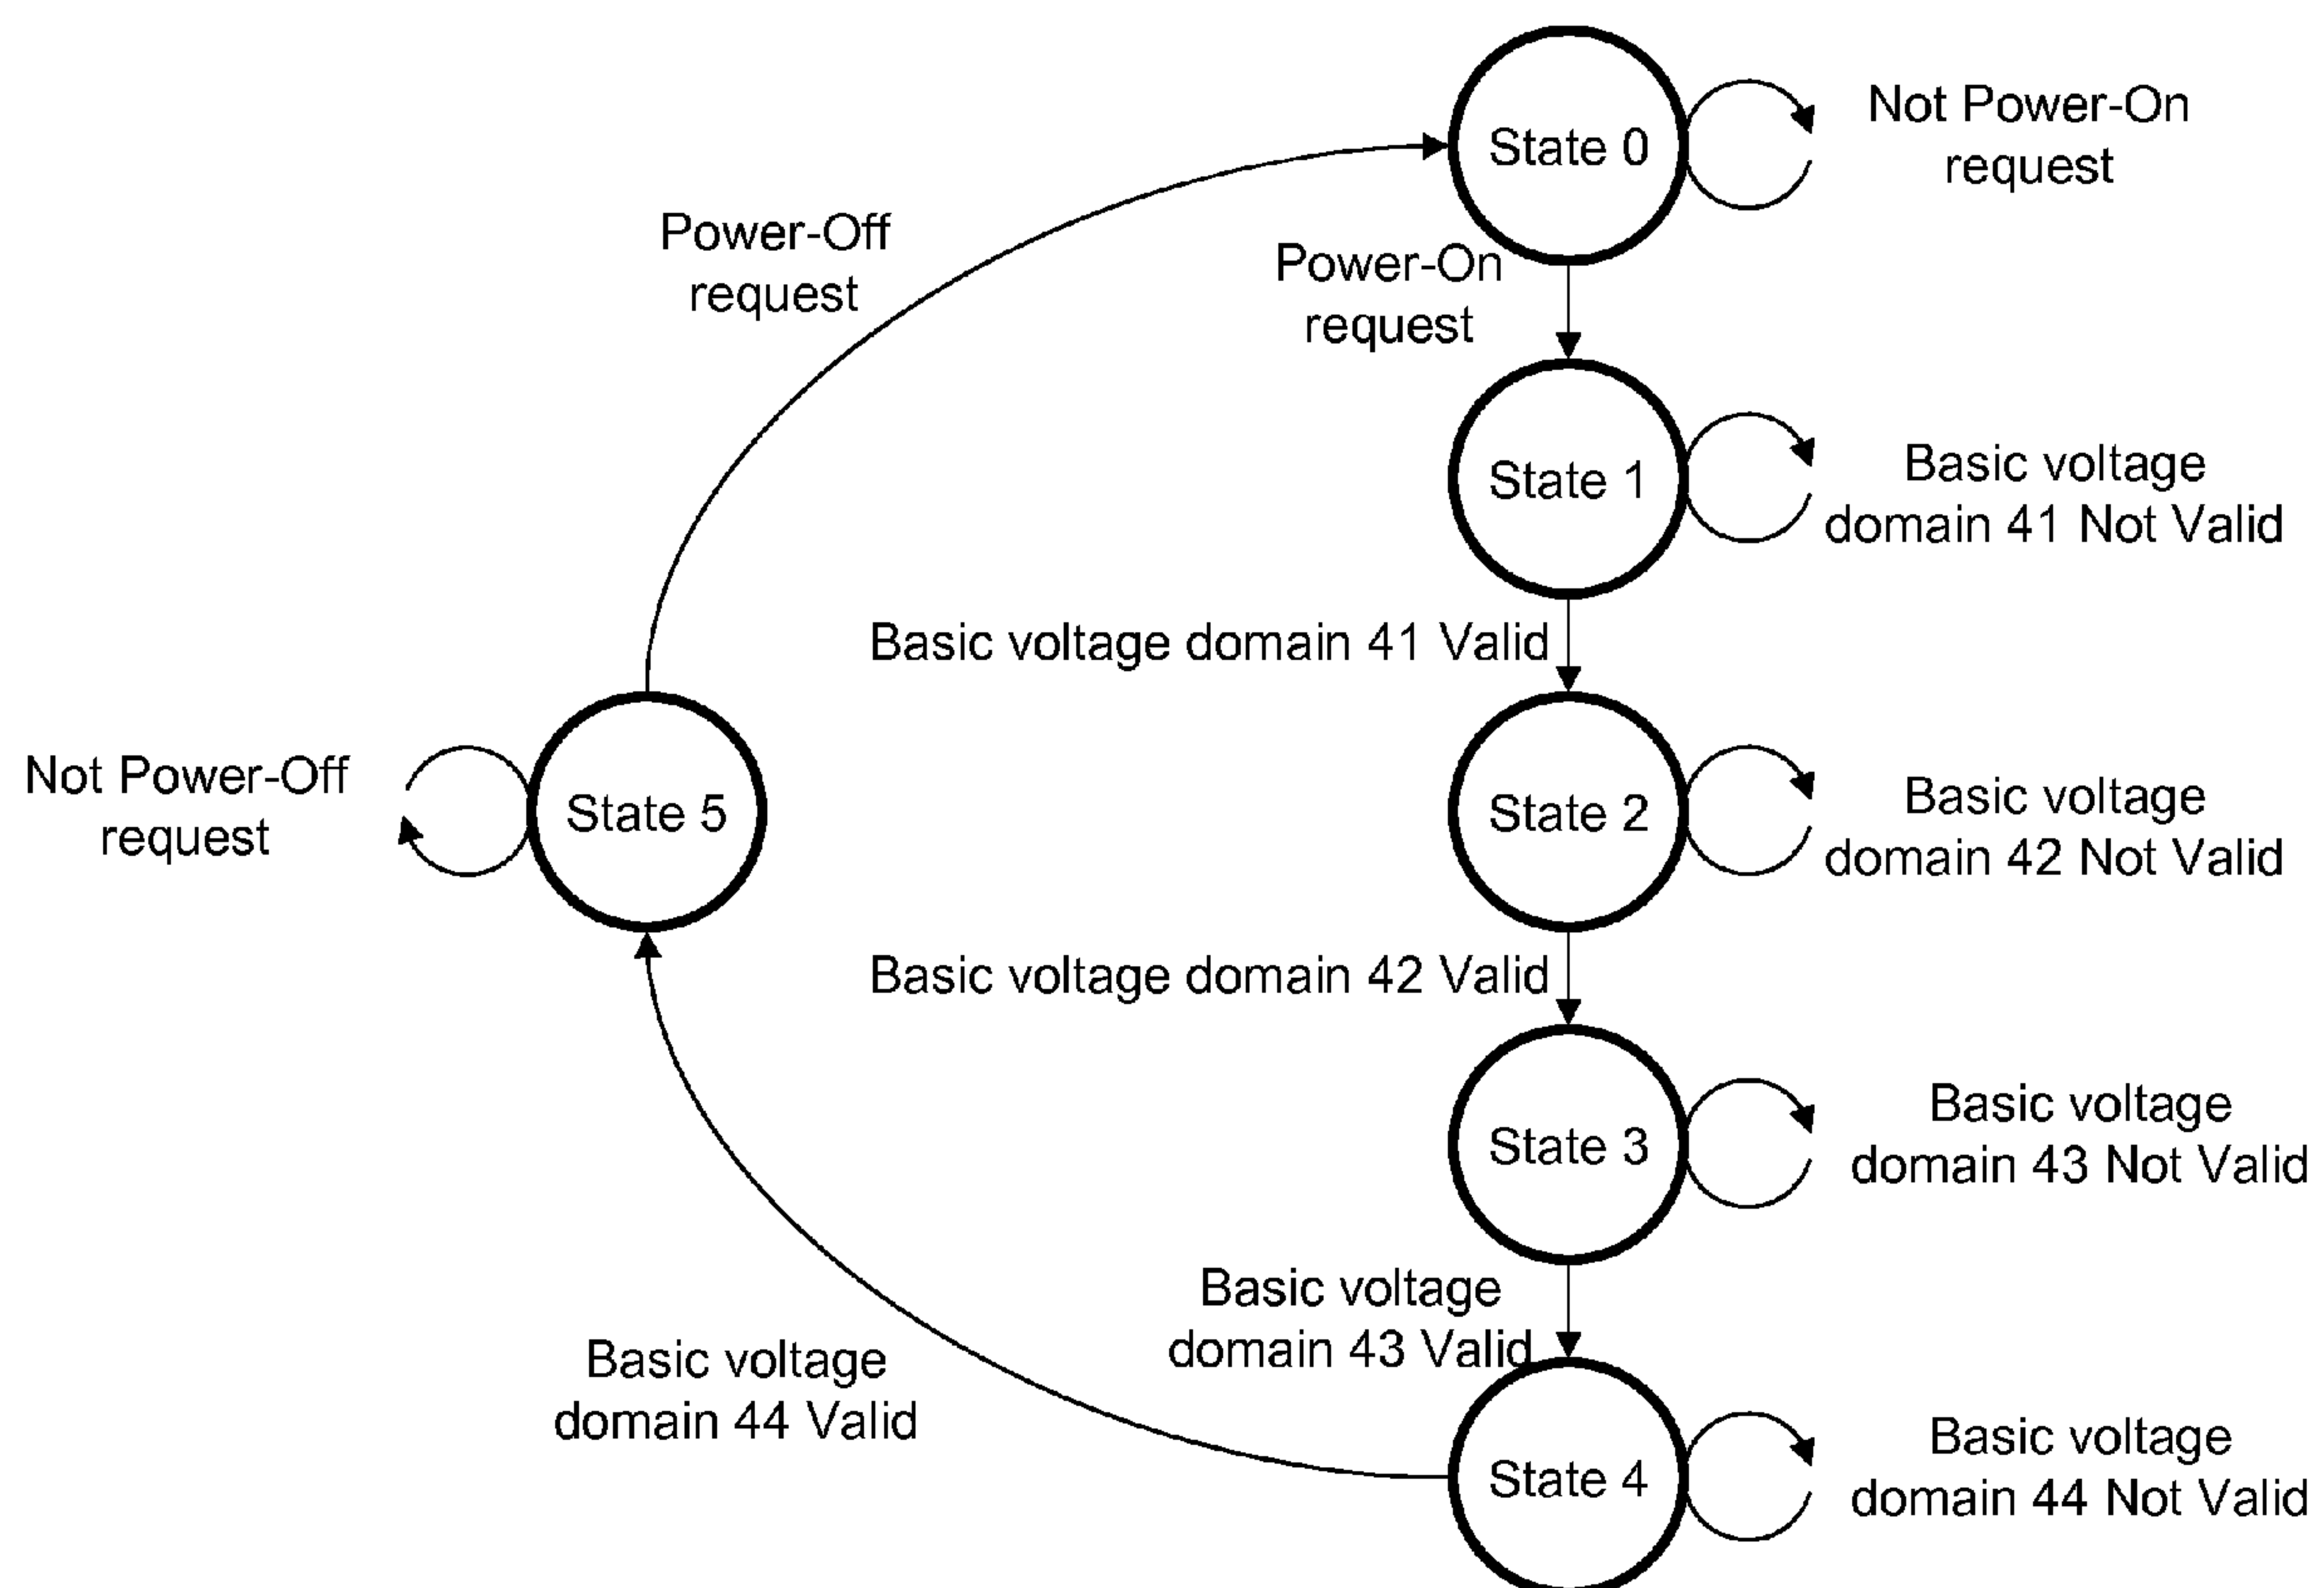 State 0
Not Power-On
request
Power-Off
request
Power-On
request
State 1
Basic voltage
domain 41 Not Valid
Basic voltage domain 41 Valid
Not Power-Off
request
State 5
State 2
Basic voltage
domain 42 Not Valid
Basic voltage domain 42 Valid
State 3
Basic voltage
domain 43 Not Valid
Basic voltage
domain 43 Valid
Basic voltage
domain 44 Valid
State 4
Basic voltage
domain 44 Not Valid